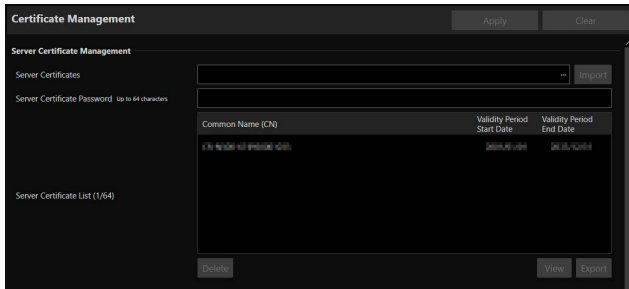 Certificate Management
Apply
Clear
Server Certificate Management
Server Certificates
...
Import
Server Certificate Password Up to 64 characters
Common Name (CN)
Validity Period
Start Date
Validity Period
End Date
Server Certificate List (1/64)
Delete
View
Export